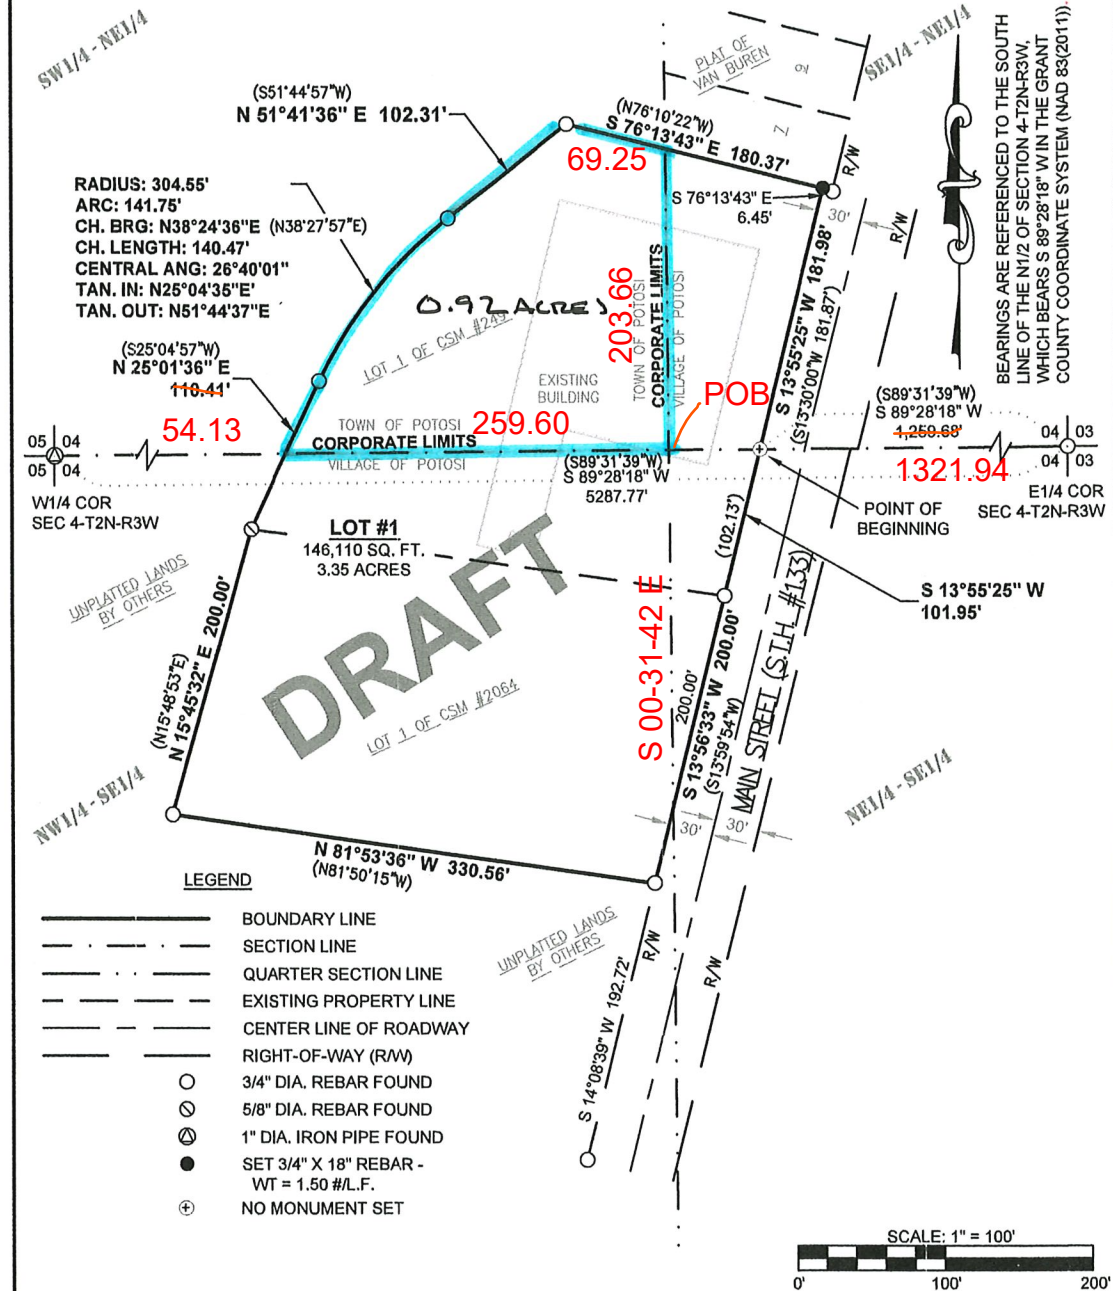 SW1/4 - NE1/4
SE1/4 - NE1/4
PLAT OF
VAN BUREN
6
7
BEARINGS ARE REFERENCED TO THE SOUTH
LINE OF THE N1/2 OF SECTION 4-T2N-R3W,
WHICH BEARS S 89°28'18" W IN THE GRANT
COUNTY COORDINATE SYSTEM (NAD 83(2011)).
(S51°44'57"W)
N 51°41'36" E 102.31'
(N76°10'22"W)
S 76°13'43" E 180.37'
69.25
R/W
S 76°13'43" E
6.45'
30'
R/W
RADIUS: 304.55'
ARC: 141.75'
CH. BRG: N38°24'36"E (N38°27'57"E)
CH. LENGTH: 140.47'
CENTRAL ANG: 26°40'01"
TAN. IN: N25°04'35"E'
TAN. OUT: N51°44'37"E
0.92 ACRES
LOT 1 OF CSM #249
203.66
TOWN OF POTOSI
CORPORATE LIMITS
VILLAGE OF POTOSI
S 13°55'25" W 181.98'
(S13°30'00"W 181.87')
(S25°04'57"W)
N 25°01'36" E
110.41'
54.13
EXISTING
BUILDING
POB
(S89°31'39"W)
S 89°28'18" W
1,259.68'
1321.94
TOWN OF POTOSI
259.60
CORPORATE LIMITS
VILLAGE OF POTOSI
05 04
05 04
W1/4 COR
SEC 4-T2N-R3W
(S89°31'39"W)
S 89°28'18" W
5287.77'
04 03
04 03
E1/4 COR
SEC 4-T2N-R3W
POINT OF
BEGINNING
LOT #1
146,110 SQ. FT.
3.35 ACRES
(102.13')
S 13°55'25" W
101.95'
UNPLATTED LANDS
BY OTHERS
(N15°48'53"E)
N 15°45'32" E 200.00'
DRAFT
LOT 1 OF CSM #2064
S 00-31-42 E
200.00'
S 13°56'33" W 200.00'
(S13°59'54"W)
MAIN STREET (S.T.H. #133)
NW1/4 - SE1/4
NE1/4 - SE1/4
30'
30'
N 81°53'36" W 330.56'
(N81°50'15"W)
UNPLATTED LANDS
BY OTHERS
R/W
R/W
S 14°08'39" W 192.72'
LEGEND
BOUNDARY LINE
SECTION LINE
QUARTER SECTION LINE
EXISTING PROPERTY LINE
CENTER LINE OF ROADWAY
RIGHT-OF-WAY (R/W)
3/4" DIA. REBAR FOUND
5/8" DIA. REBAR FOUND
1" DIA. IRON PIPE FOUND
SET 3/4" X 18" REBAR -
WT = 1.50 #/L.F.
NO MONUMENT SET
SCALE: 1" = 100'
0' 100' 200'